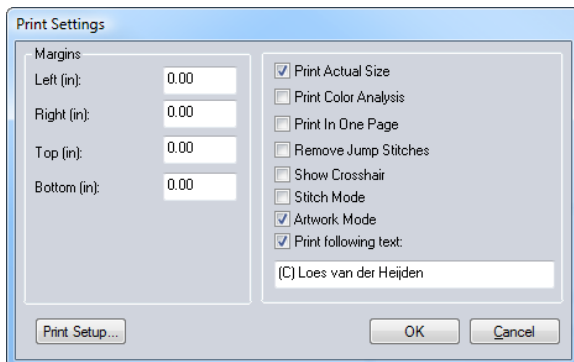 Print Settings
Margins
Left (in): 0.00
Right (in): 0.00
Top (in): 0.00
Bottom (in): 0.00
Print Actual Size
Print Color Analysis
Print In One Page
Remove Jump Stitches
Show Crosshair
Stitch Mode
Artwork Mode
Print following text:
(C) Loes van der Heijden
Print Setup...
OK
Cancel